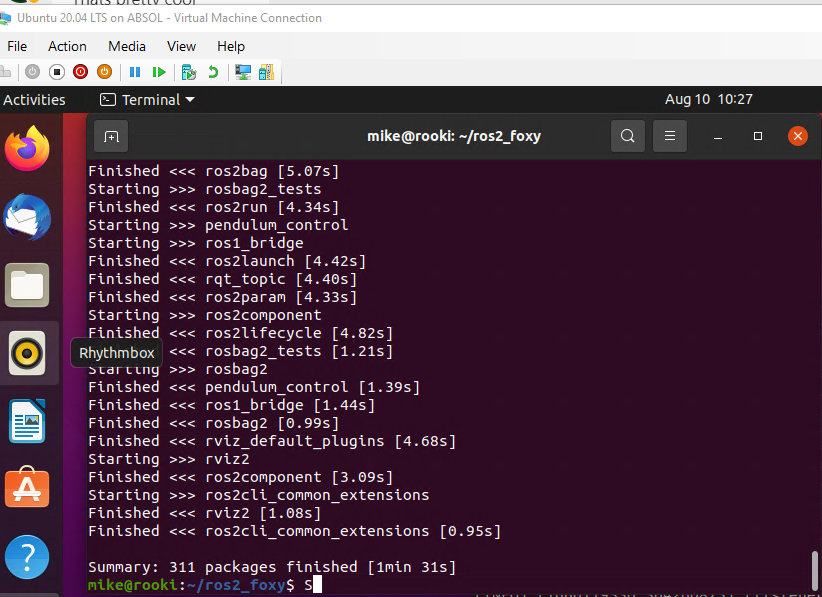 Thats pretty cool
Ubuntu 20.04 LTS on ABSOL - Virtual Machine Connection
File Action Media View Help
Activities Terminal Aug 10 10:27
mike@rooki: ~/ros2_foxy
Finished <<< ros2bag [5.07s]
Starting >>> rosbag2_tests
Finished <<< ros2run [4.34s]
Starting >>> pendulum_control
Starting >>> ros1_bridge
Finished <<< ros2launch [4.42s]
Finished <<< rqt_topic [4.40s]
Finished <<< ros2param [4.33s]
Starting >>> ros2component
Finished <<< ros2lifecycle [4.82s]
<<< rosbag2_tests [1.21s]
Rhythmbox
Starting >>> rosbag2
Finished <<< pendulum_control [1.39s]
Finished <<< ros1_bridge [1.44s]
Finished <<< rosbag2 [0.99s]
Finished <<< rviz_default_plugins [4.68s]
Starting >>> rviz2
Finished <<< ros2component [3.09s]
Starting >>> ros2cli_common_extensions
Finished <<< rviz2 [1.08s]
Finished <<< ros2cli_common_extensions [0.95s]
Summary: 311 packages finished [1min 31s]
mike@rooki:~/ros2_foxy$ S